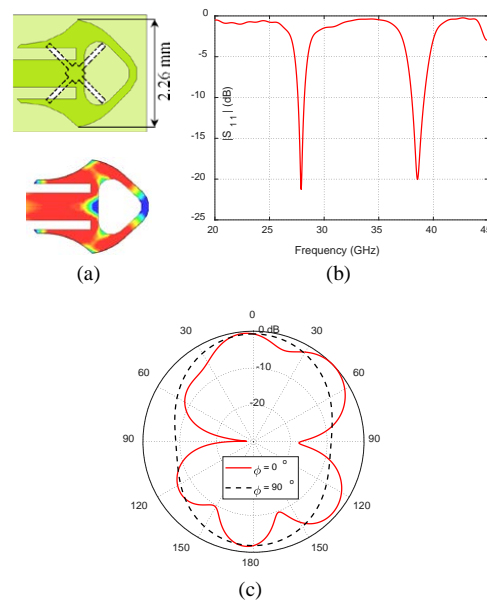 2.26 mm
(a)
0
-5
-10
-15
-20
-25
|S 11| (dB)
20 25 30 35 40 45
Frequency (GHz)
(b)
0
0 dB
30 30
-10
60 60
-20
90 90
ϕ = 0 °
ϕ = 90 °
120 120
150 150
180
(c)